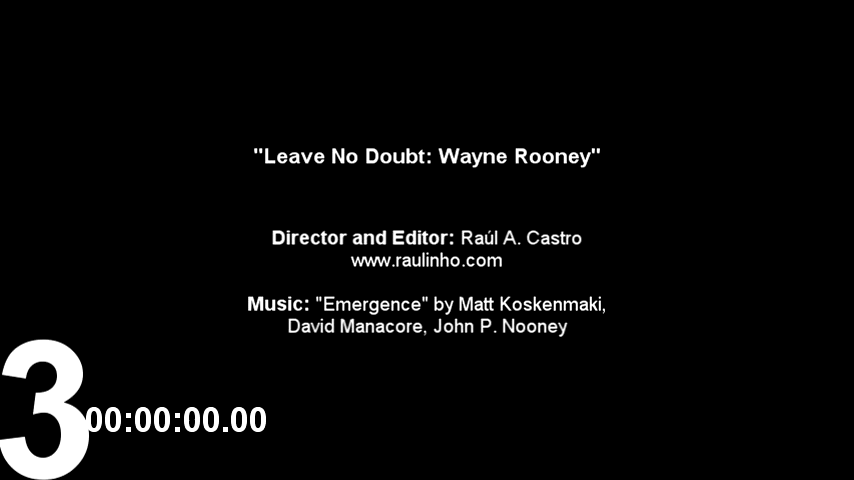 "Leave No Doubt: Wayne Rooney"
Director and Editor: Raúl A. Castro
www.raulinho.com
Music: "Emergence" by Matt Koskenmaki,
David Manacore, John P. Nooney
3
00:00:00.00